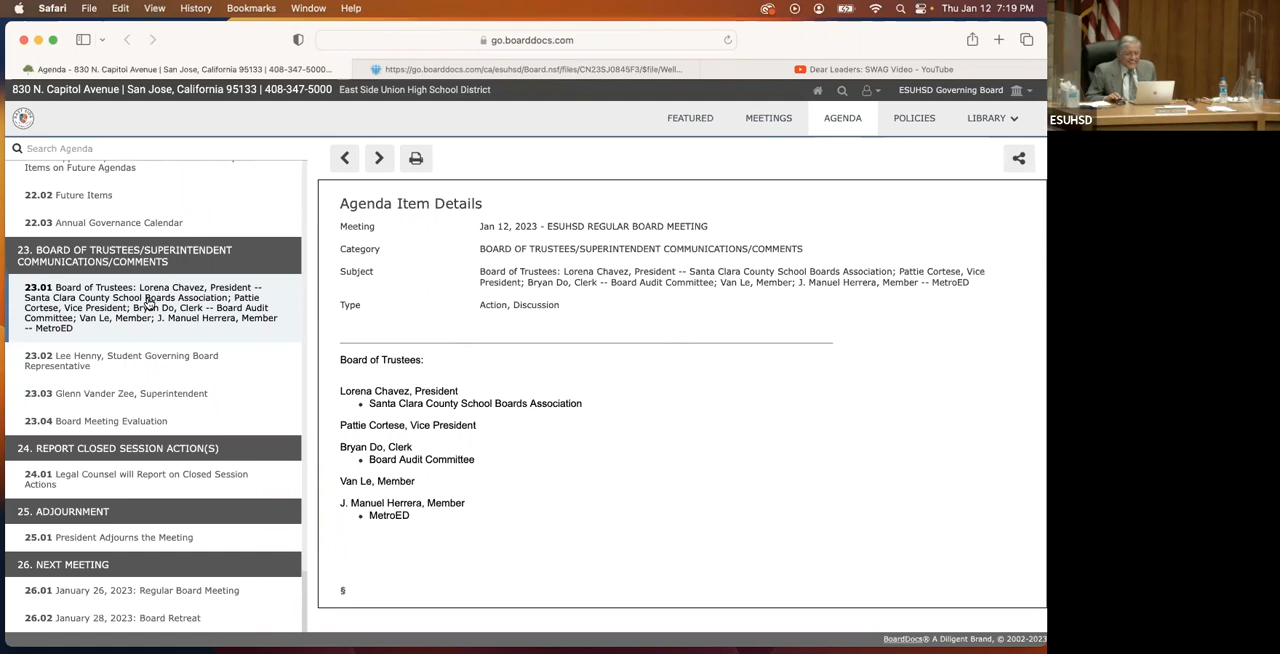 Safari File Edit View History Bookmarks Window Help Thu Jan 12 7:19 PM
go.boarddocs.com
Agenda - 830 N. Capitol Avenue | San Jose, California 95133 | 408-347-5000...
https://go.boarddocs.com/ca/esuhsd/Board.nsf/files/CN23SJ0845F3/$file/Well...
Dear Leaders: SWAG Video - YouTube
830 N. Capitol Avenue | San Jose, California 95133 | 408-347-5000 East Side Union High School District
ESUHSD Governing Board
FEATURED MEETINGS AGENDA POLICIES LIBRARY
Search Agenda
Items on Future Agendas
22.02 Future Items
22.03 Annual Governance Calendar
23. BOARD OF TRUSTEES/SUPERINTENDENT
COMMUNICATIONS/COMMENTS
23.01 Board of Trustees: Lorena Chavez, President --
Santa Clara County School Boards Association; Pattie
Cortese, Vice President; Bryan Do, Clerk -- Board Audit
Committee; Van Le, Member; J. Manuel Herrera, Member
-- MetroED
23.02 Lee Henny, Student Governing Board
Representative
23.03 Glenn Vander Zee, Superintendent
23.04 Board Meeting Evaluation
24. REPORT CLOSED SESSION ACTION(S)
24.01 Legal Counsel will Report on Closed Session
Actions
25. ADJOURNMENT
25.01 President Adjourns the Meeting
26. NEXT MEETING
26.01 January 26, 2023: Regular Board Meeting
26.02 January 28, 2023: Board Retreat
Agenda Item Details
Meeting Jan 12, 2023 - ESUHSD REGULAR BOARD MEETING
Category BOARD OF TRUSTEES/SUPERINTENDENT COMMUNICATIONS/COMMENTS
Subject Board of Trustees: Lorena Chavez, President -- Santa Clara County School Boards Association; Pattie Cortese, Vice
President; Bryan Do, Clerk -- Board Audit Committee; Van Le, Member; J. Manuel Herrera, Member -- MetroED
Type Action, Discussion
Board of Trustees:
Lorena Chavez, President
• Santa Clara County School Boards Association
Pattie Cortese, Vice President
Bryan Do, Clerk
• Board Audit Committee
Van Le, Member
J. Manuel Herrera, Member
• MetroED
§
BoardDocs® A Diligent Brand, © 2002-2023
ESUHSD